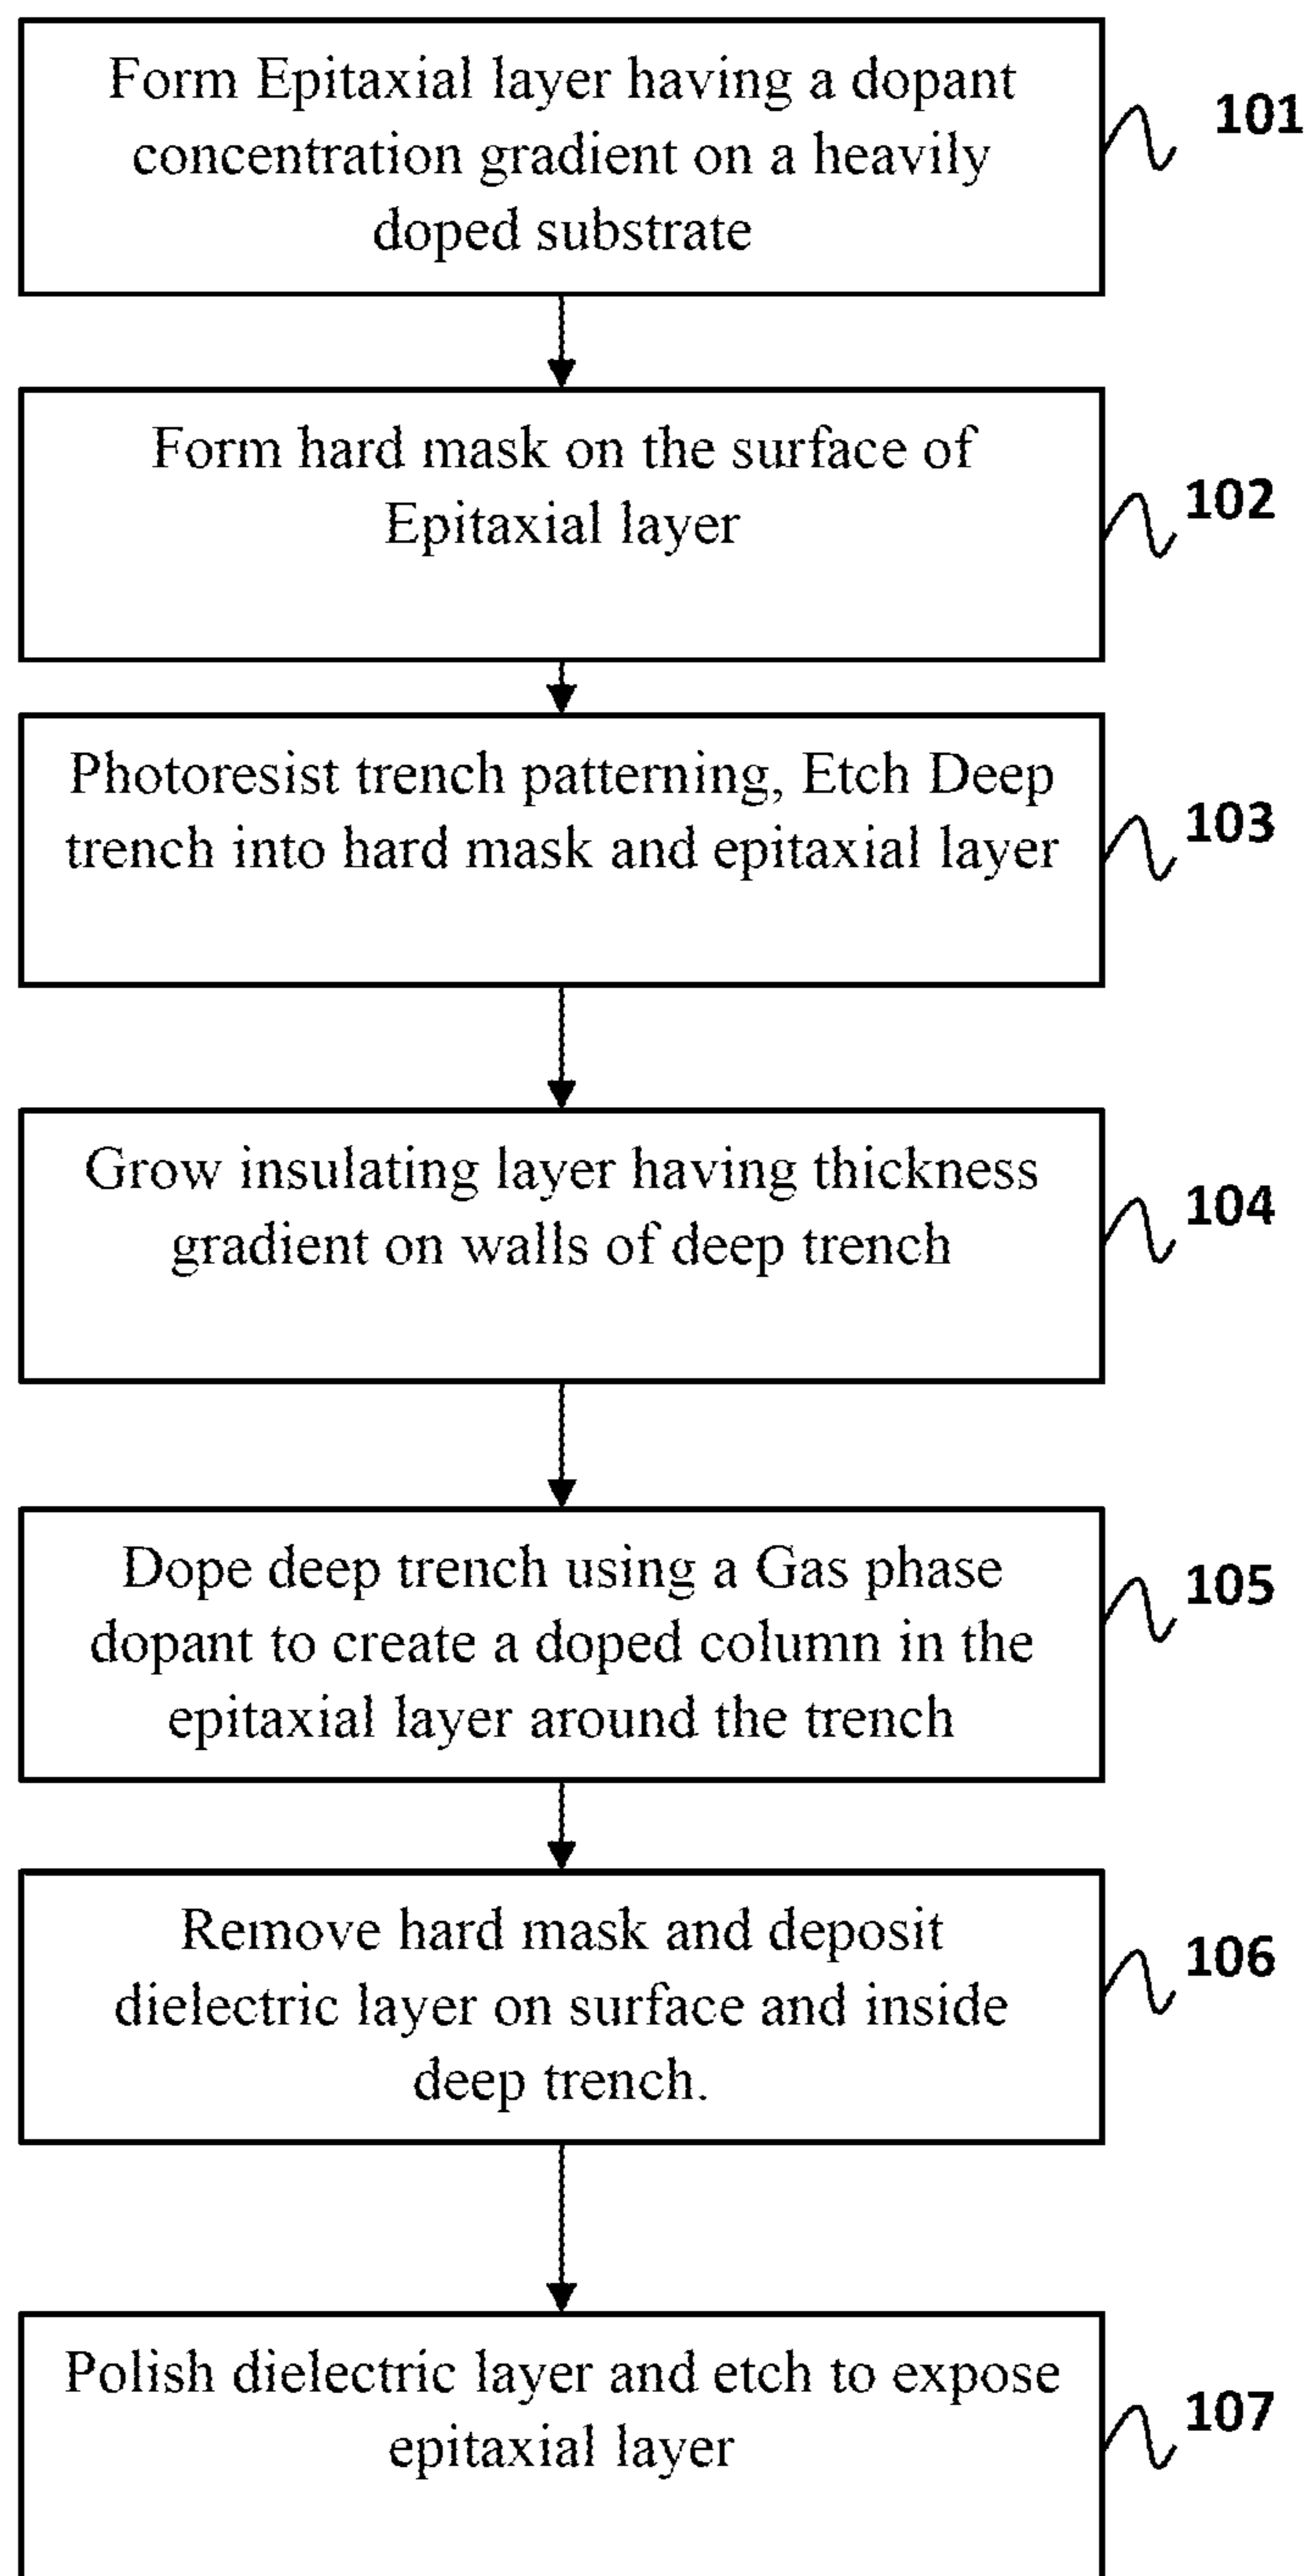 Form Epitaxial layer having a dopant
concentration gradient on a heavily
doped substrate
101
Form hard mask on the surface of
Epitaxial layer
102
Photoresist trench patterning, Etch Deep
trench into hard mask and epitaxial layer
103
Grow insulating layer having thickness
gradient on walls of deep trench
104
Dope deep trench using a Gas phase
dopant to create a doped column in the
epitaxial layer around the trench
105
Remove hard mask and deposit
dielectric layer on surface and inside
deep trench.
106
Polish dielectric layer and etch to expose
epitaxial layer
107